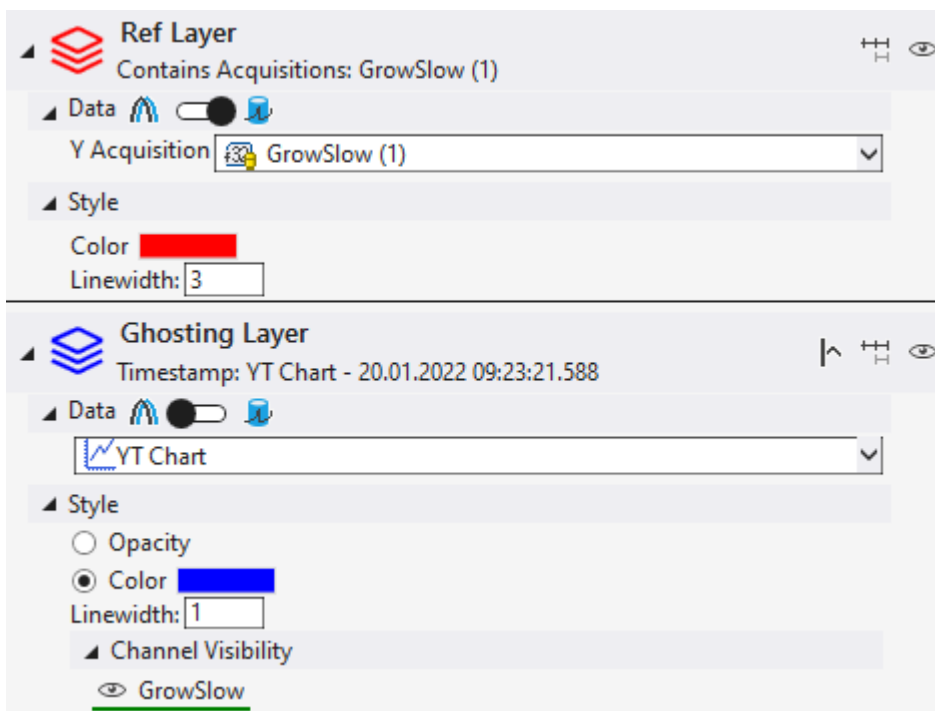 Ref Layer
Contains Acquisitions: GrowSlow (1)
Data
Y Acquisition GrowSlow (1)
Style
Color
Linewidth: 3
Ghosting Layer
Timestamp: YT Chart - 20.01.2022 09:23:21.588
Data
YT Chart
Style
Opacity
Color
Linewidth: 1
Channel Visibility
GrowSlow